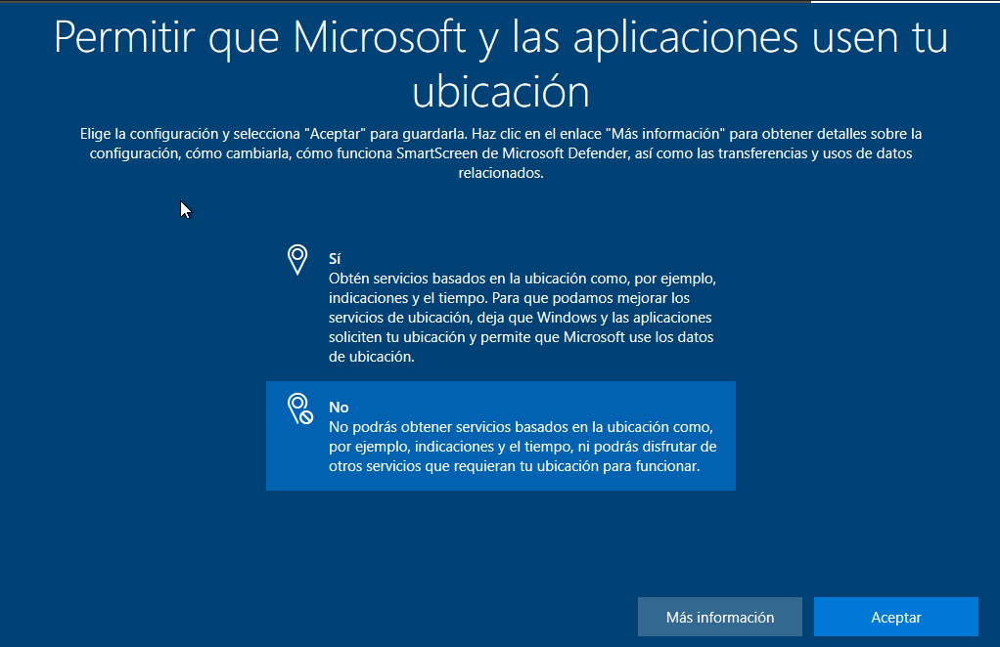 Permitir que Microsoft y las aplicaciones usen tu
ubicación
Elige la configuración y selecciona "Aceptar" para guardarla. Haz clic en el enlace "Más información" para obtener detalles sobre la
configuración, cómo cambiarla, cómo funciona SmartScreen de Microsoft Defender, así como las transferencias y usos de datos
relacionados.
Sí
Obtén servicios basados en la ubicación como, por ejemplo,
indicaciones y el tiempo. Para que podamos mejorar los
servicios de ubicación, deja que Windows y las aplicaciones
soliciten tu ubicación y permite que Microsoft use los datos
de ubicación.
No
No podrás obtener servicios basados en la ubicación como,
por ejemplo, indicaciones y el tiempo, ni podrás disfrutar de
otros servicios que requieran tu ubicación para funcionar.
Más información
Aceptar